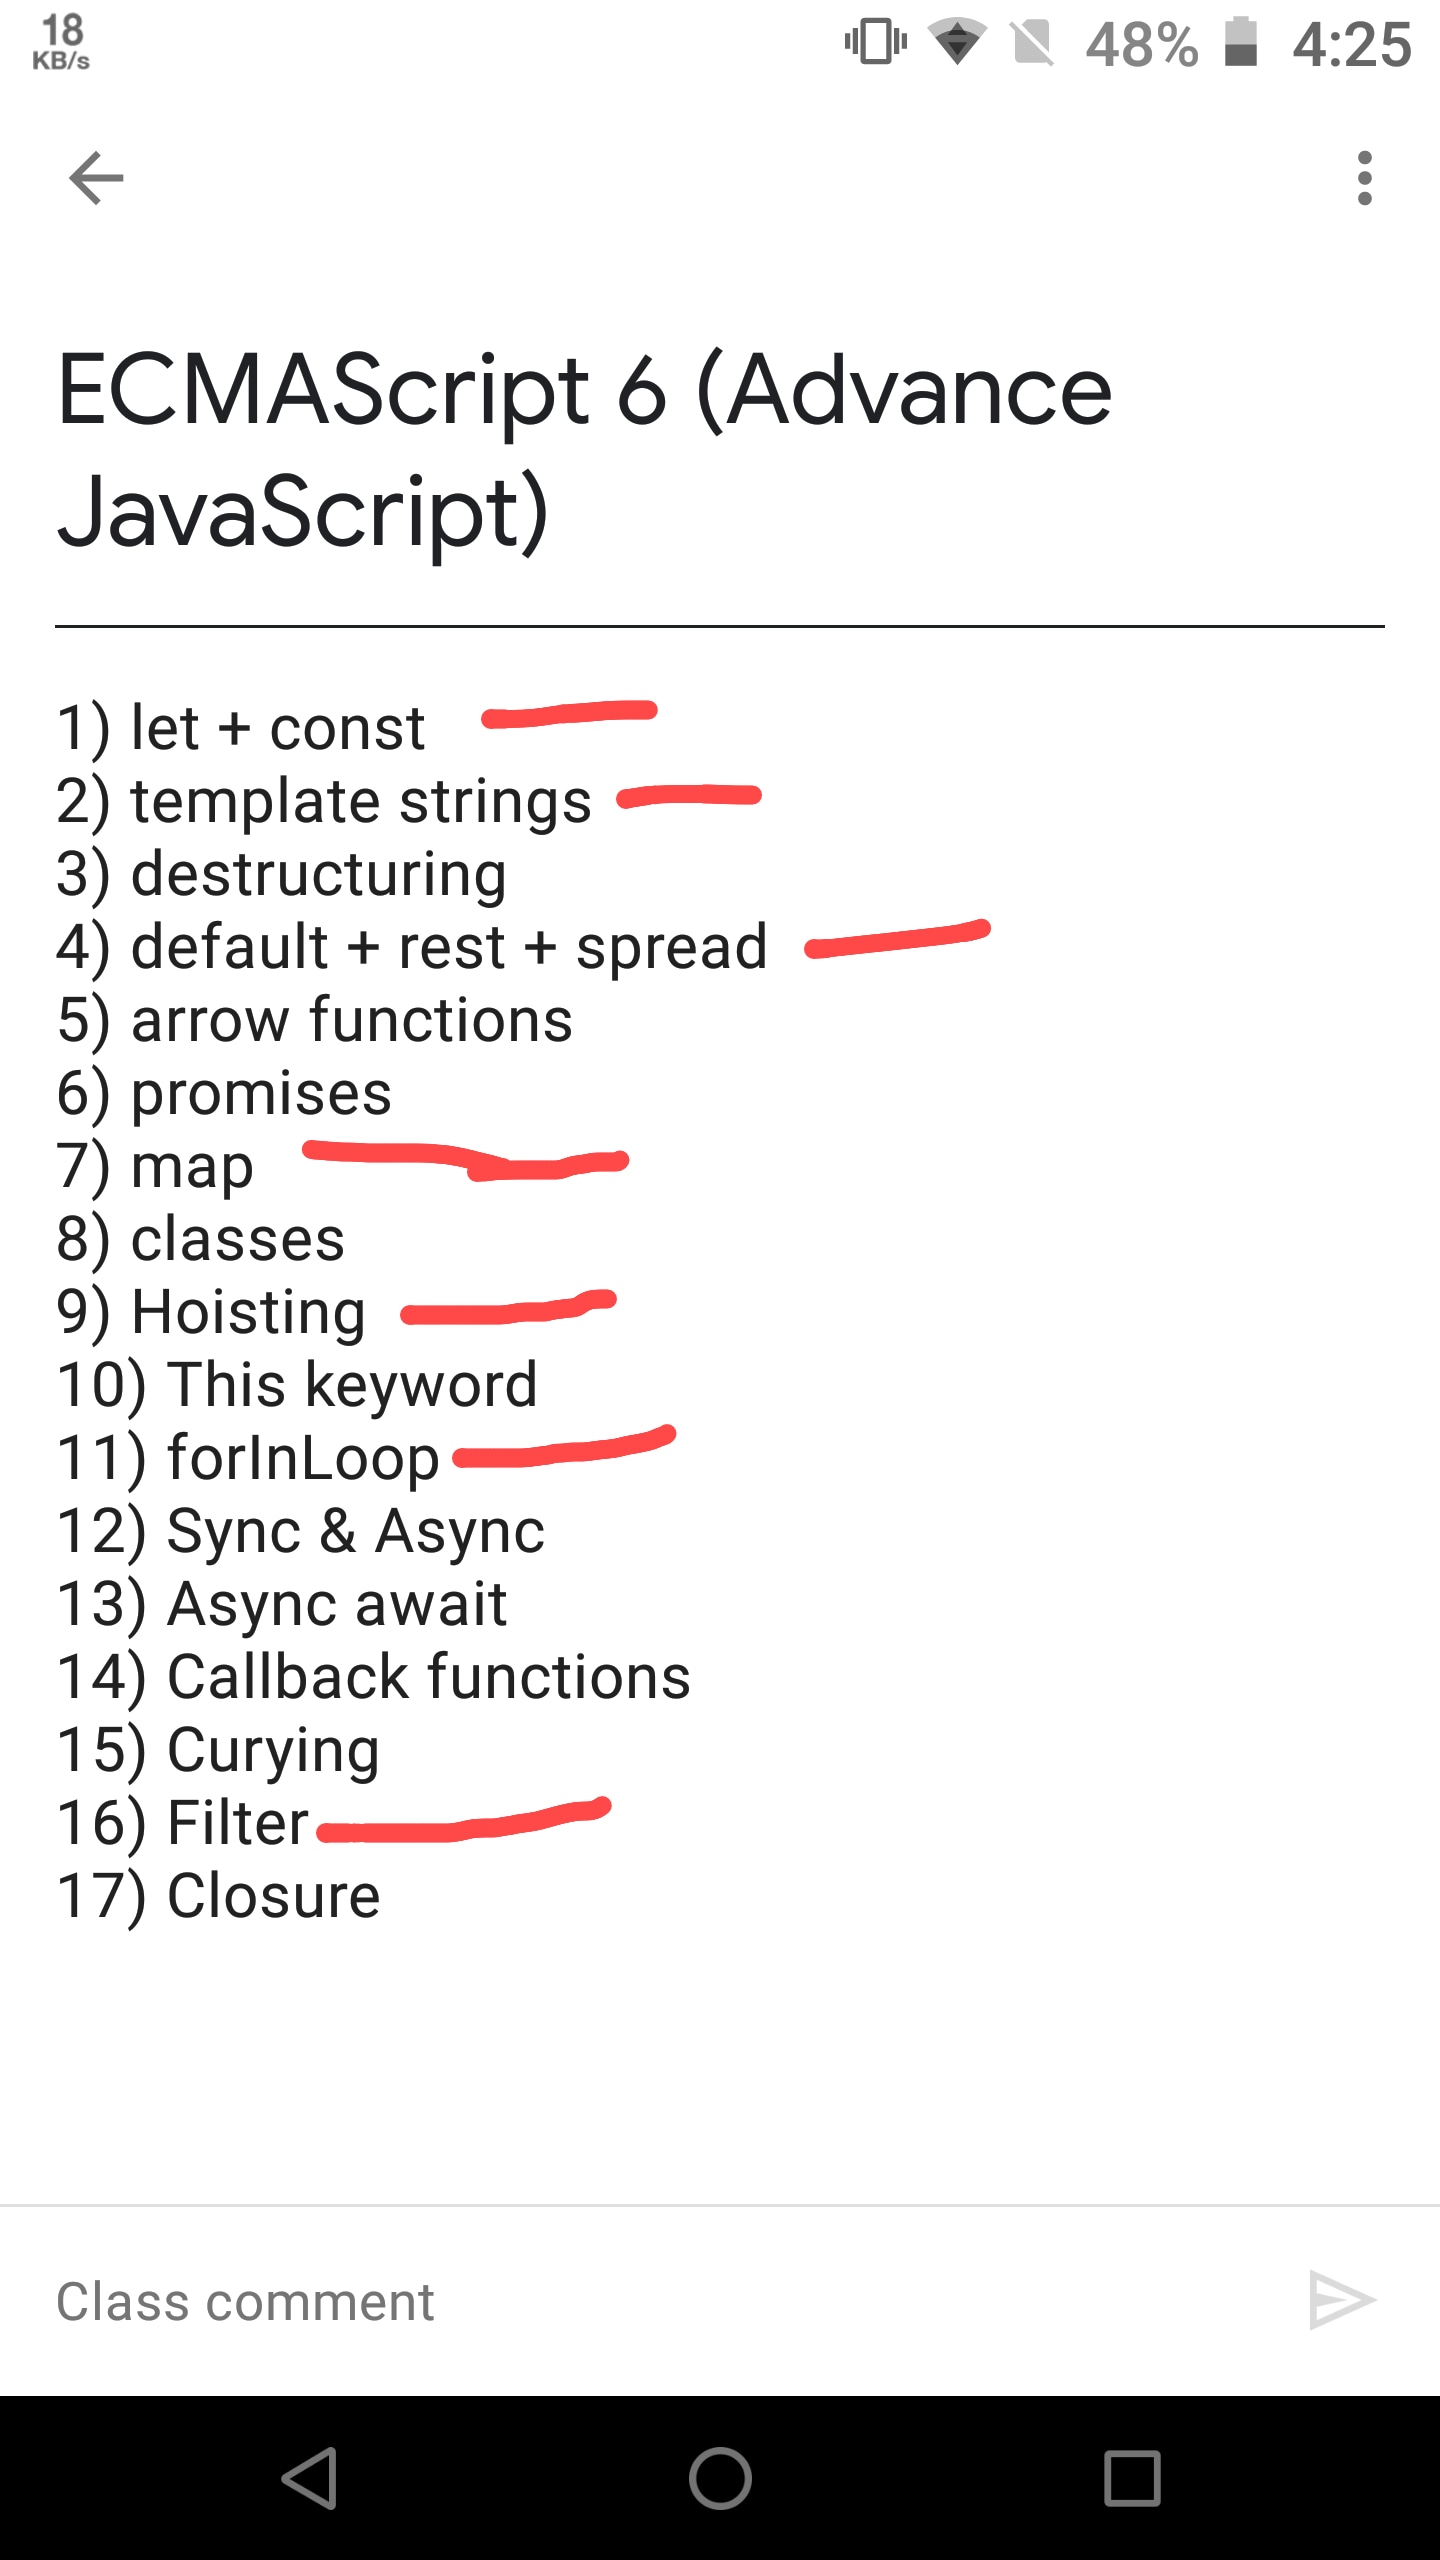 18
KB/s
48%
4:25
ECMAScript 6 (Advance
JavaScript)
1) let + const
2) template strings
3) destructuring
4) default + rest + spread
5) arrow functions
6) promises
7) map
8) classes
9) Hoisting
10) This keyword
11) forInLoop
12) Sync & Async
13) Async await
14) Callback functions
15) Curying
16) Filter
17) Closure
Class comment